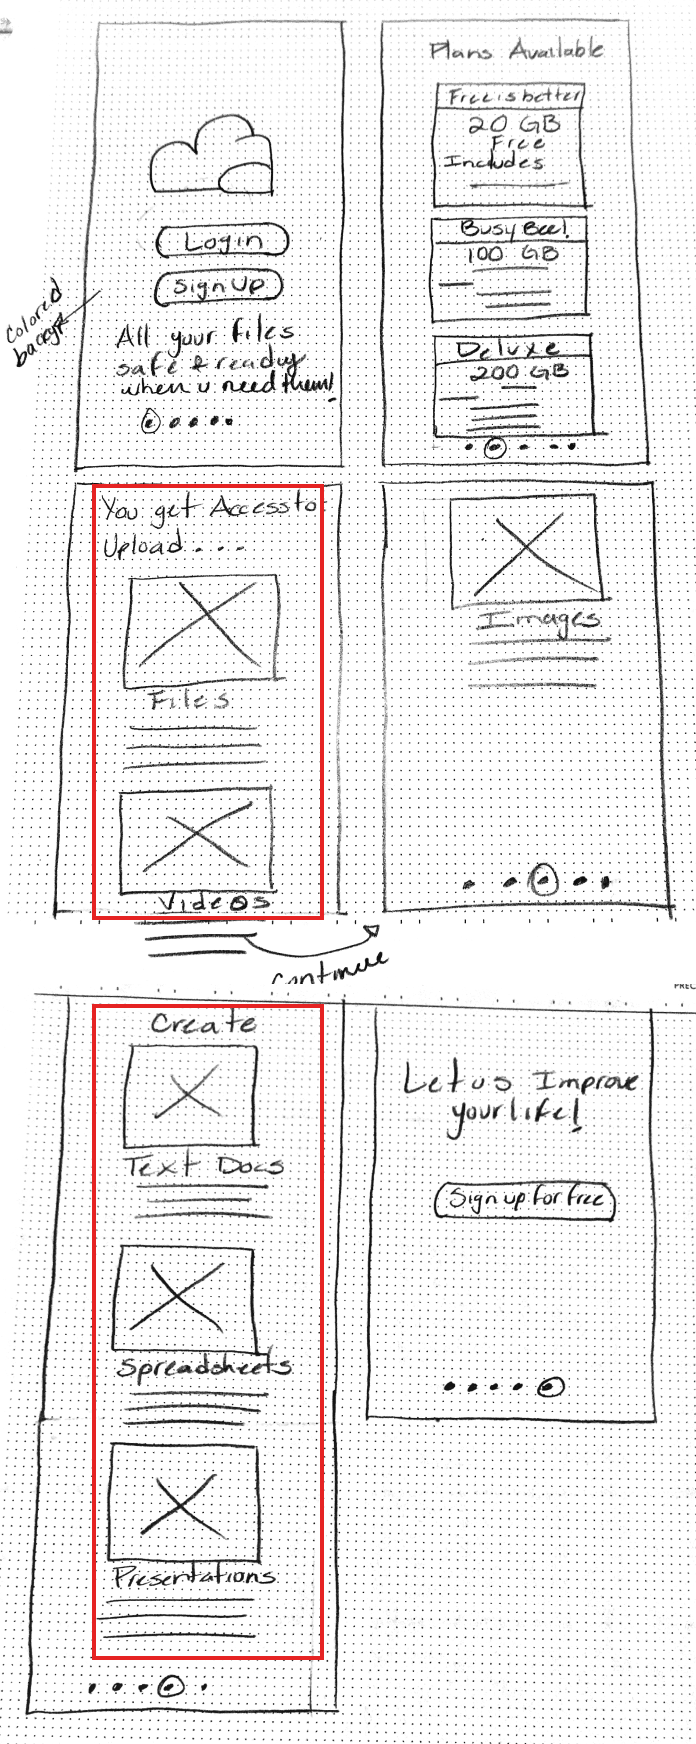 Login
Sign Up
All your files
safe & ready
when u need them!
Colored
Plans Available
Free is better
20 GB
Free
Includes
Busy Bee!
100 GB
Deluxe
200 GB
You get Access to
Upload . . .
Files
Videos
continue
Images
PREC
Create
Text Docs
Spreadsheets
Presentations
Let us Improve
your life!
Sign up for free